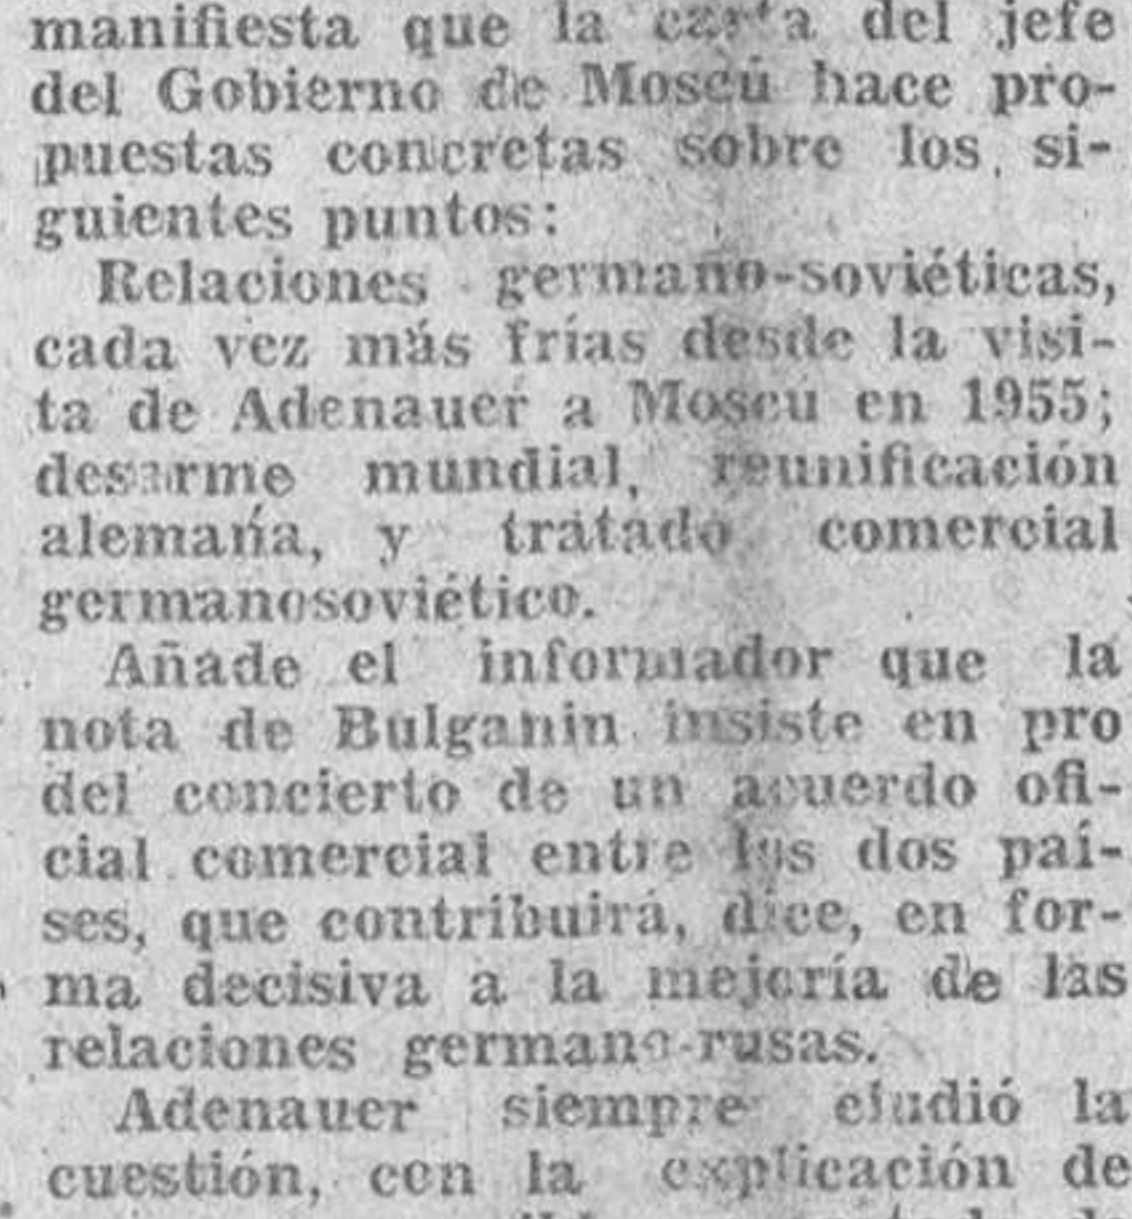 manifiesta que la carta del jefe
del Gobierno de Moscú hace pro-
puestas concretas sobre los si-
guientes puntos:
Relaciones germano-soviéticas,
cada vez más frías desde la visi-
ta de Adenauer a Moscú en 1955;
desarme mundial, reunificación
alemana, y tratado comercial
germanosoviético.
Añade el informador que la
nota de Bulganin insiste en pro
del concierto de un acuerdo ofi-
cial comercial entre los dos paí-
ses, que contribuirá, dice, en for-
ma decisiva a la mejoría de las
relaciones germano-rusas.
Adenauer siempre eludió la
cuestión, con la explicación de